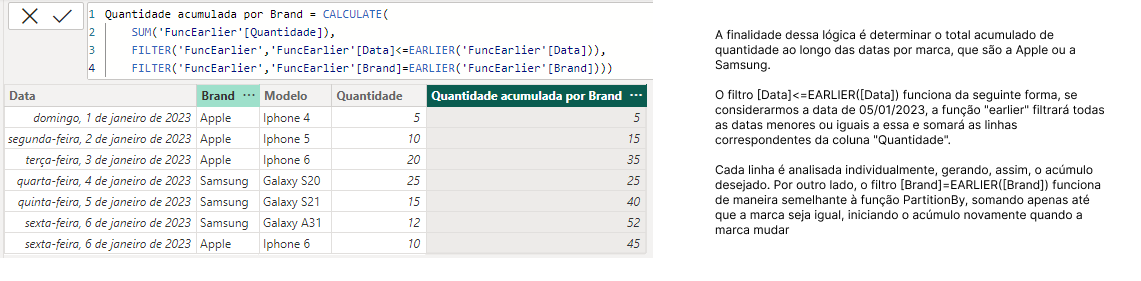 1 Quantidade acumulada por Brand = CALCULATE(
2 SUM('FuncEarlier'[Quantidade]),
3 FILTER('FuncEarlier','FuncEarlier'[Data]<=EARLIER('FuncEarlier'[Data])),
4 FILTER('FuncEarlier','FuncEarlier'[Brand]=EARLIER('FuncEarlier'[Brand])))
Data Brand ... Modelo Quantidade Quantidade acumulada por Brand ...
domingo, 1 de janeiro de 2023 Apple Iphone 4 5 5
segunda-feira, 2 de janeiro de 2023 Apple Iphone 5 10 15
terça-feira, 3 de janeiro de 2023 Apple Iphone 6 20 35
quarta-feira, 4 de janeiro de 2023 Samsung Galaxy S20 25 25
quinta-feira, 5 de janeiro de 2023 Samsung Galaxy S21 15 40
sexta-feira, 6 de janeiro de 2023 Samsung Galaxy A31 12 52
sexta-feira, 6 de janeiro de 2023 Apple Iphone 6 10 45
A finalidade dessa lógica é determinar o total acumulado de
quantidade ao longo das datas por marca, que são a Apple ou a
Samsung.
O filtro [Data]<=EARLIER([Data]) funciona da seguinte forma, se
considerarmos a data de 05/01/2023, a função "earlier" filtrará todas
as datas menores ou iguais a essa e somará as linhas
correspondentes da coluna "Quantidade".
Cada linha é analisada individualmente, gerando, assim, o acúmulo
desejado. Por outro lado, o filtro [Brand]=EARLIER([Brand]) funciona
de maneira semelhante à função PartitionBy, somando apenas até
que a marca seja igual, iniciando o acúmulo novamente quando a
marca mudar